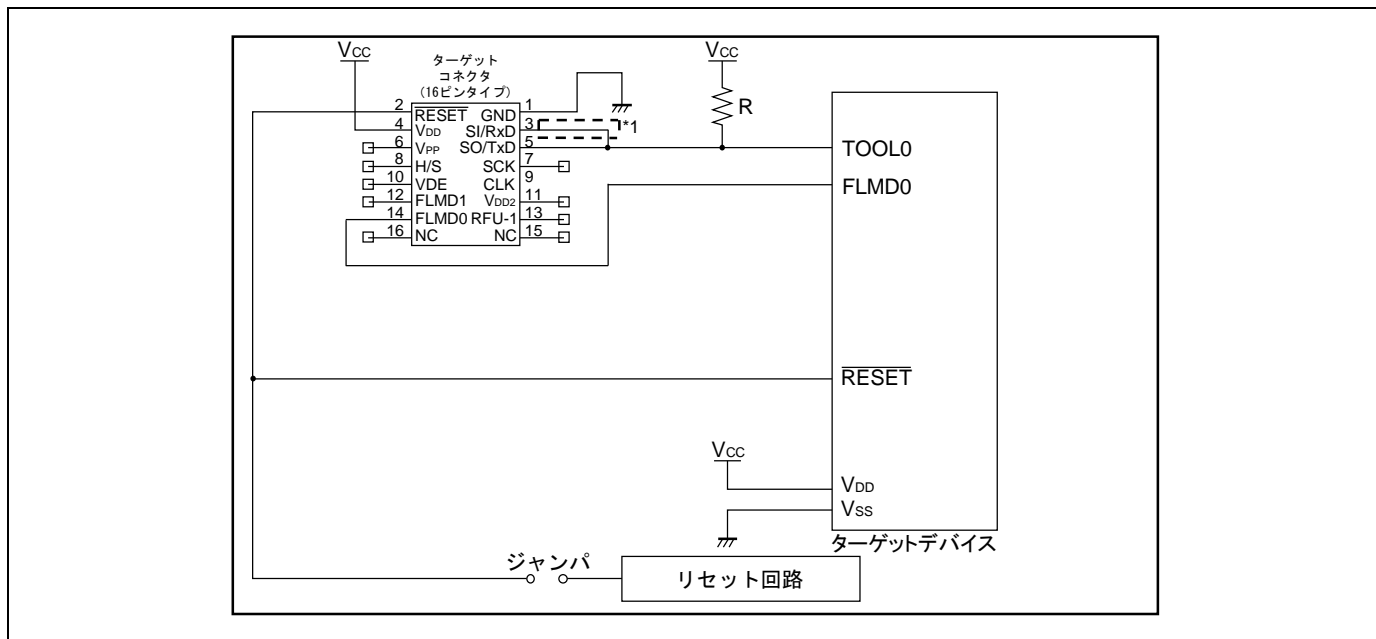 VCC
ターゲット
コネクタ
(16ピンタイプ)
VCC
R
2 RESET GND 1
4 VDD SI/RxD 3 *1
6 VPP SO/TxD 5
8 H/S SCK 7
10 VDE CLK 9
12 FLMD1 VDD2 11
14 FLMD0 RFU-1 13
16 NC NC 15
TOOL0
FLMD0
RESET
VCC
VDD
VSS
ターゲットデバイス
ジャンパ
リセット回路